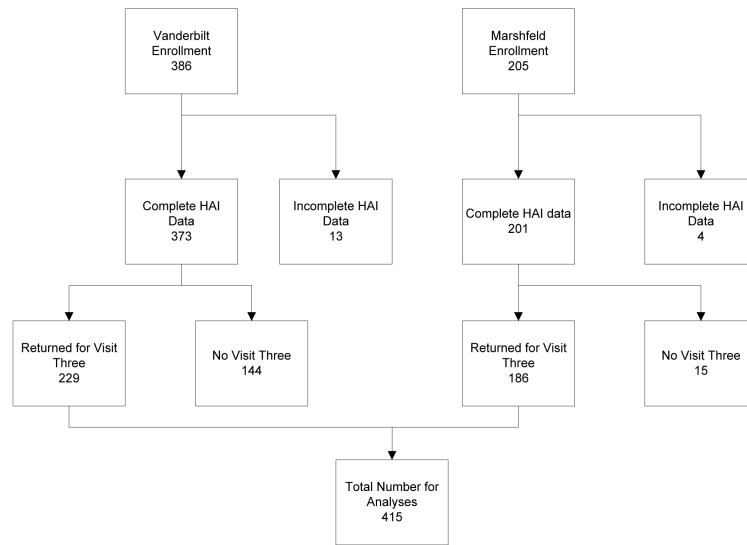 Vanderbilt
Enrollment
386
Marshfeld
Enrollment
205
Complete HAI
Data
373
Incomplete HAI
Data
13
Complete HAI data
201
Incomplete HAI
Data
4
Returned for Visit
Three
229
No Visit Three
144
Returned for Visit
Three
186
No Visit Three
15
Total Number for
Analyses
415